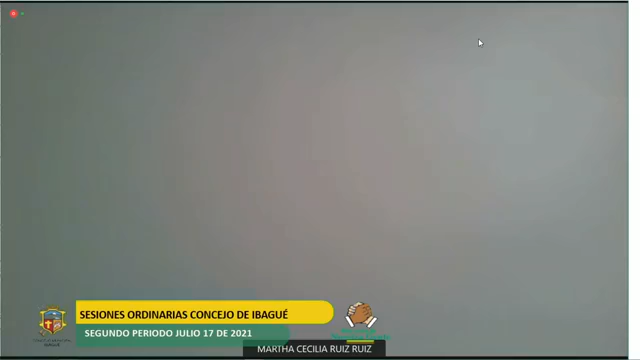 SESIONES ORDINARIAS CONCEJO DE IBAGUÉ
SEGUNDO PERIODO JULIO 17 DE 2021
MARTHA CECILIA RUIZ RUIZ